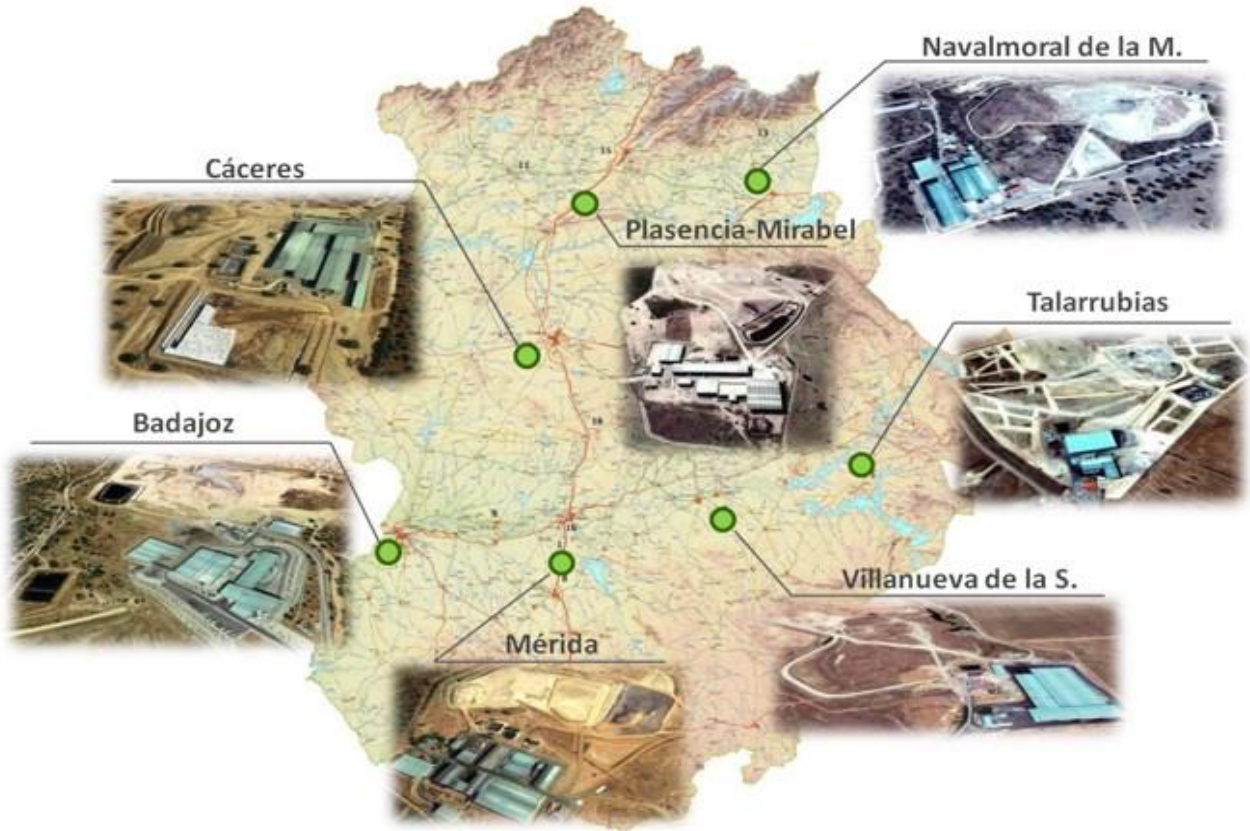 Navalmoral de la M.
Cáceres
Plasencia-Mirabel
Talarrubias
Badajoz
Villanueva de la S.
Mérida